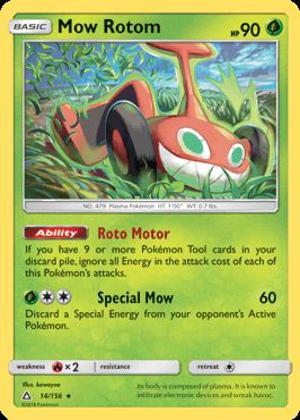 BASIC Mow Rotom HP 90
NO. 479 Plasma Pokémon HT: 1'00" WT: 0.7 lbs.
Ability Roto Motor
If you have 9 or more Pokémon Tool cards in your
discard pile, ignore all Energy in the attack cost of each
of this Pokémon's attacks.
Special Mow 60
Discard a Special Energy from your opponent's Active
Pokémon.
weakness × 2 resistance retreat
Illus. kawayoo
14/156
©2018 Pokémon
Its body is composed of plasma. It is known to
infiltrate electronic devices and wreak havoc.